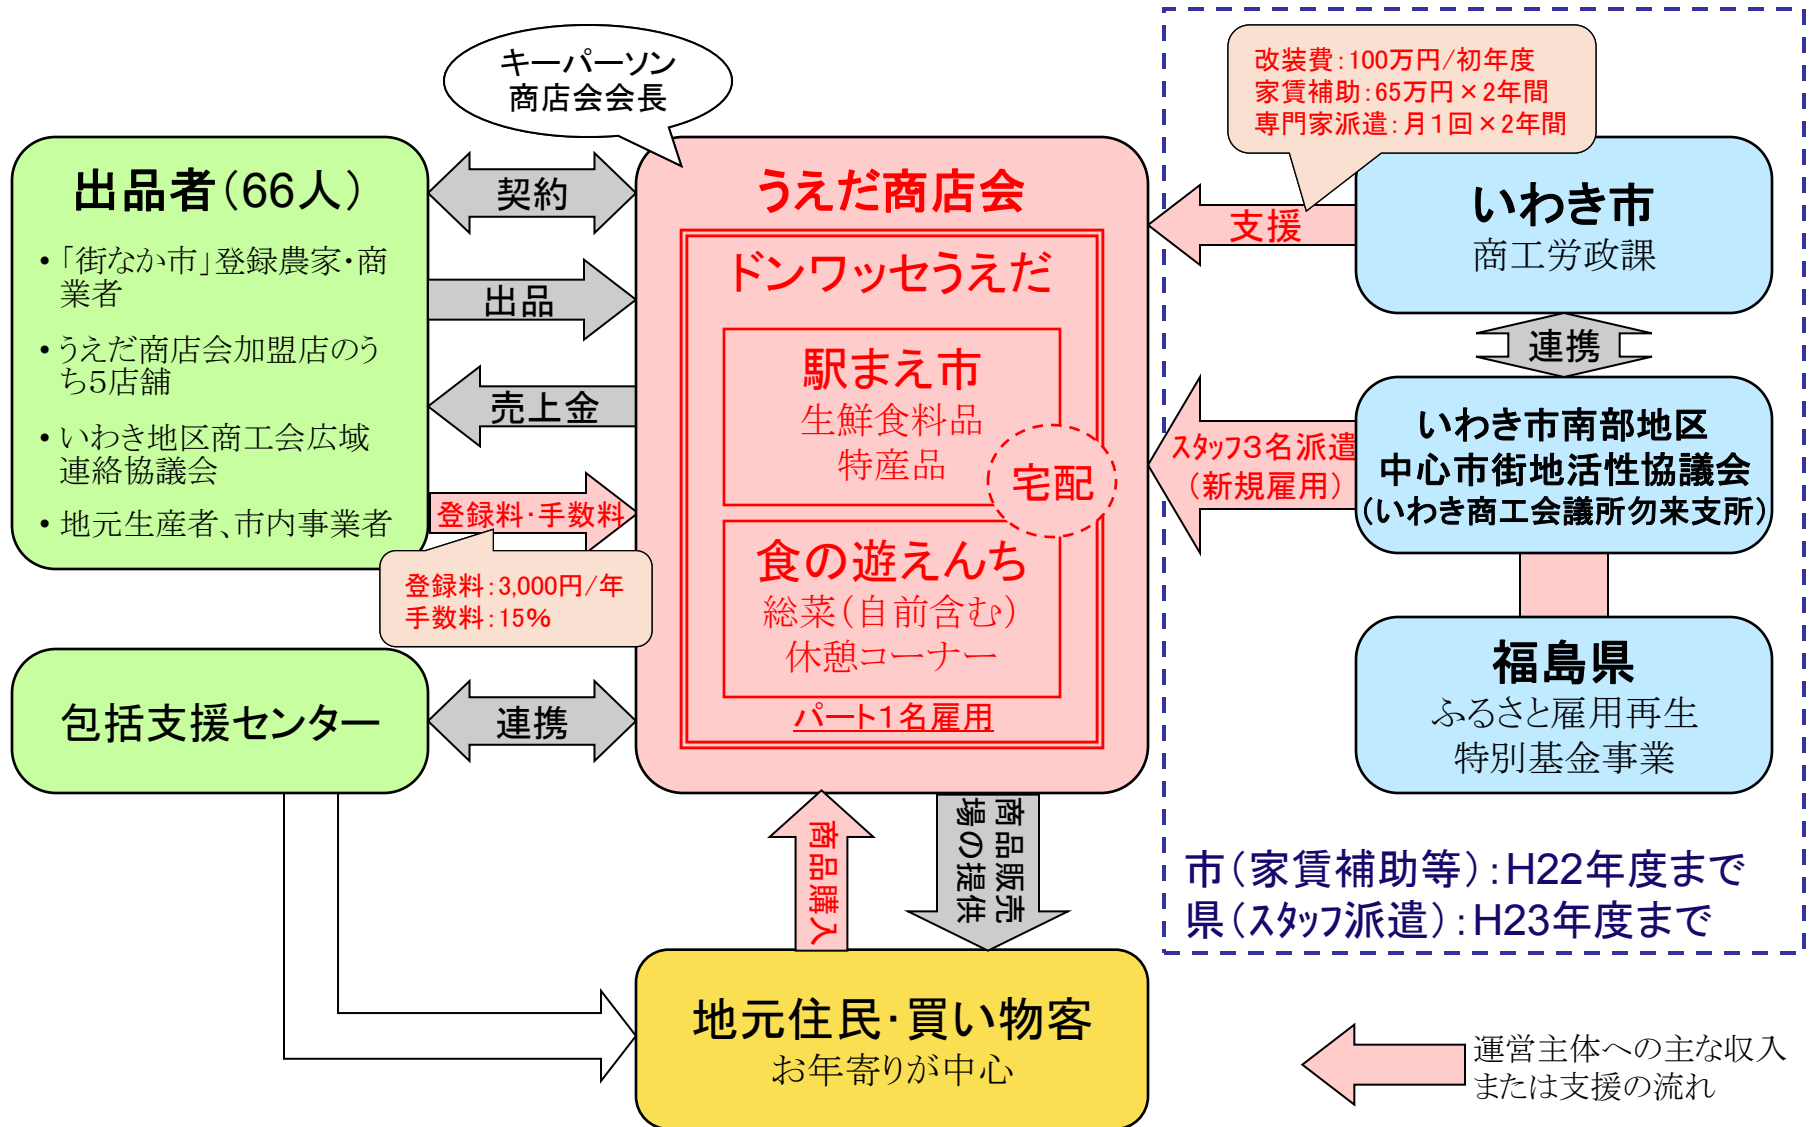 キーパーソン
商店会会長
改装費:100万円/初年度
家賃補助:65万円×2年間
専門家派遣:月1回×2年間
出品者(66人)
・「街なか市」登録農家・商
業者
・うえだ商店会加盟店のう
ち5店舗
・いわき地区商工会広域
連絡協議会
・地元生産者、市内事業者
契約
出品
売上金
登録料・手数料
登録料:3,000円/年
手数料:15%
うえだ商店会
ドンワッセうえだ
駅まえ市
生鮮食料品
特産品
宅配
食の遊えんち
総菜(自前含む)
休憩コーナー
パート1名雇用
支援
いわき市
商工労政課
連携
スタッフ3名派遣
(新規雇用)
いわき市南部地区
中心市街地活性協議会
(いわき商工会議所勿来支所)
福島県
ふるさと雇用再生
特別基金事業
市(家賃補助等):H22年度まで
県(スタッフ派遣):H23年度まで
包括支援センター
連携
商品購入
商品販売
場の提供
地元住民・買い物客
お年寄りが中心
運営主体への主な収入
または支援の流れ